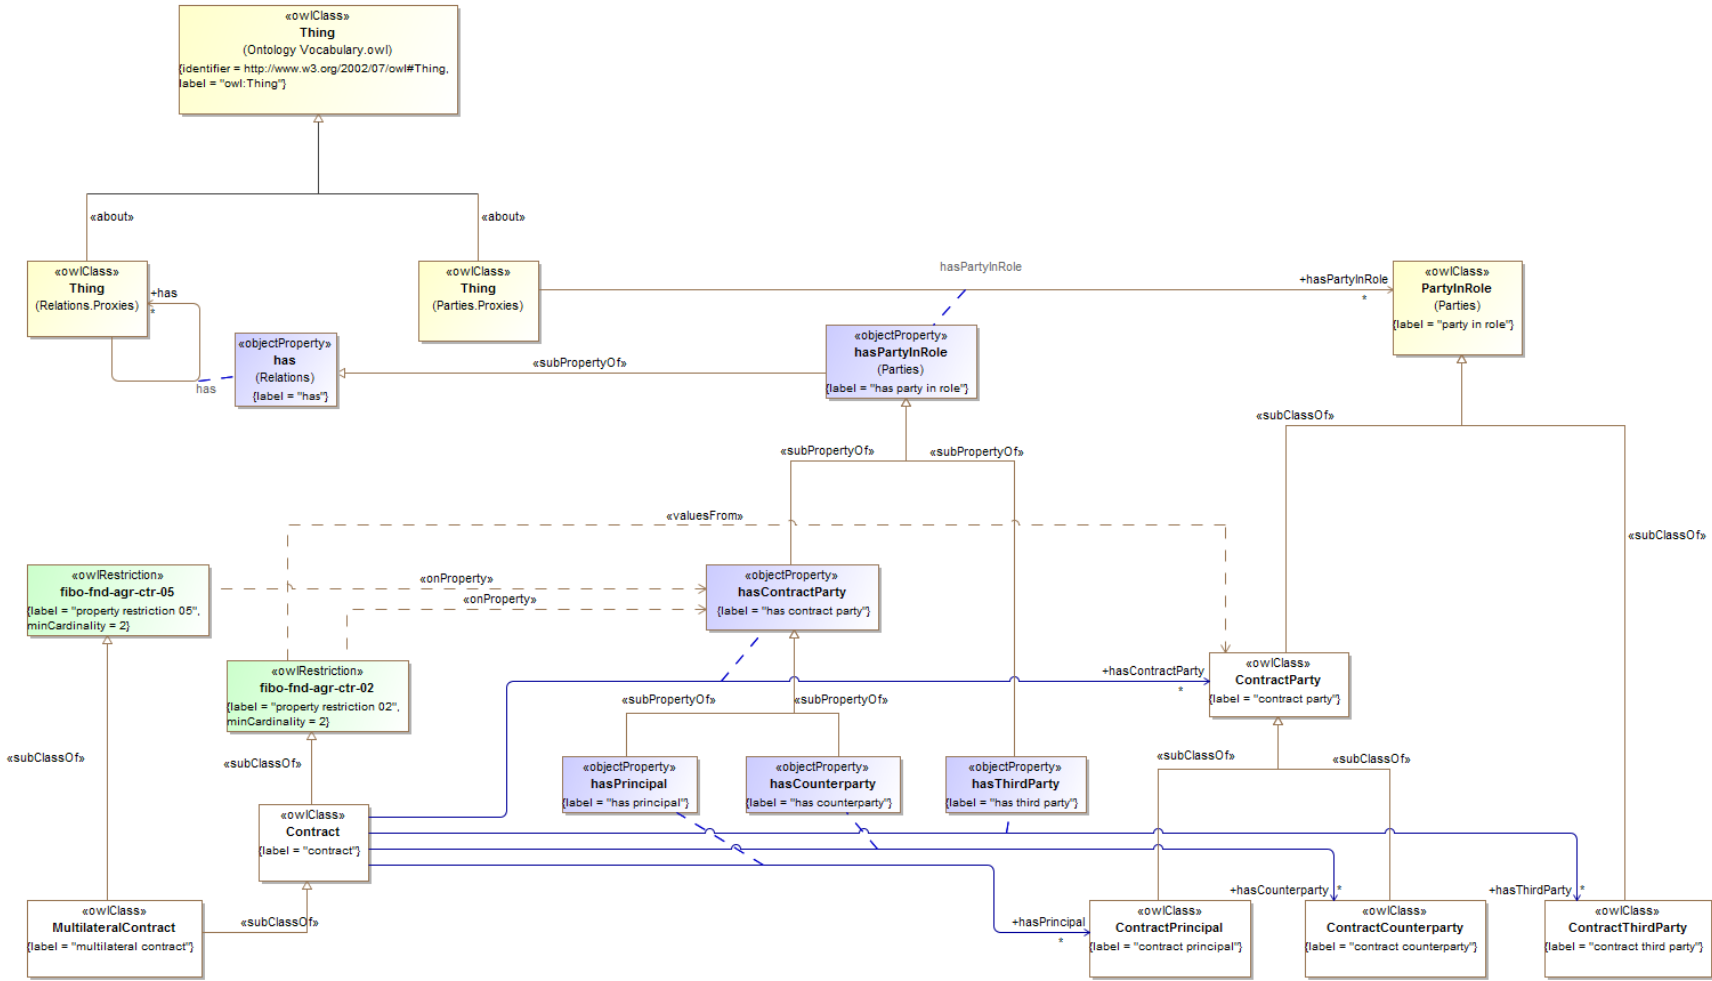 «owlClass»
Thing
(Ontology Vocabulary.owl)
{identifier = http://www.w3.org/2002/07/owl#Thing,
label = "owl:Thing"}
«about»
«about»
«owlClass»
Thing
(Relations.Proxies)
+has
*
has
«owlClass»
Thing
(Parties.Proxies)
hasPartyInRole
+hasPartyInRole
*
«owlClass»
PartyInRole
(Parties)
{label = "party in role"}
«objectProperty»
has
(Relations)
{label = "has"}
«subPropertyOf»
«objectProperty»
hasPartyInRole
(Parties)
{label = "has party in role"}
«subClassOf»
«subPropertyOf»
«subPropertyOf»
«valuesFrom»
«subClassOf»
«owlRestriction»
fibo-fnd-agr-ctr-05
{label = "property restriction 05",
minCardinality = 2}
«onProperty»
«onProperty»
«objectProperty»
hasContractParty
{label = "has contract party"}
«owlRestriction»
fibo-fnd-agr-ctr-02
{label = "property restriction 02",
minCardinality = 2}
+hasContractParty
*
«owlClass»
ContractParty
{label = "contract party"}
«subPropertyOf»
«subPropertyOf»
«subClassOf»
«subClassOf»
«subClassOf»
«subClassOf»
«objectProperty»
hasPrincipal
{label = "has principal"}
«objectProperty»
hasCounterparty
{label = "has counterparty"}
«objectProperty»
hasThirdParty
{label = "has third party"}
«owlClass»
Contract
{label = "contract"}
+hasCounterparty
*
+hasThirdParty
*
«owlClass»
MultilateralContract
{label = "multilateral contract"}
«subClassOf»
+hasPrincipal
*
«owlClass»
ContractPrincipal
{label = "contract principal"}
«owlClass»
ContractCounterparty
{label = "contract counterparty"}
«owlClass»
ContractThirdParty
{label = "contract third party"}